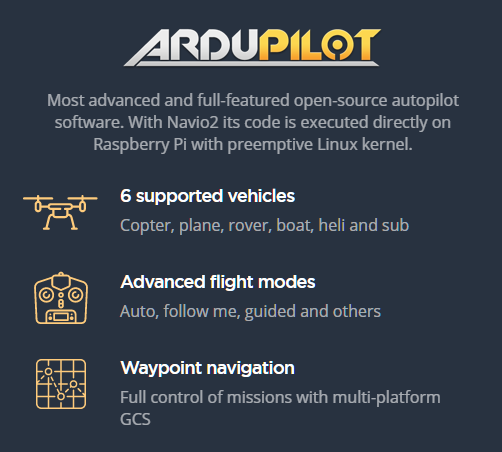 ARDUPILOT
Most advanced and full-featured open-source autopilot
software. With Navio2 its code is executed directly on
Raspberry Pi with preemptive Linux kernel.
6 supported vehicles
Copter, plane, rover, boat, heli and sub
Advanced flight modes
Auto, follow me, guided and others
Waypoint navigation
Full control of missions with multi-platform
GCS